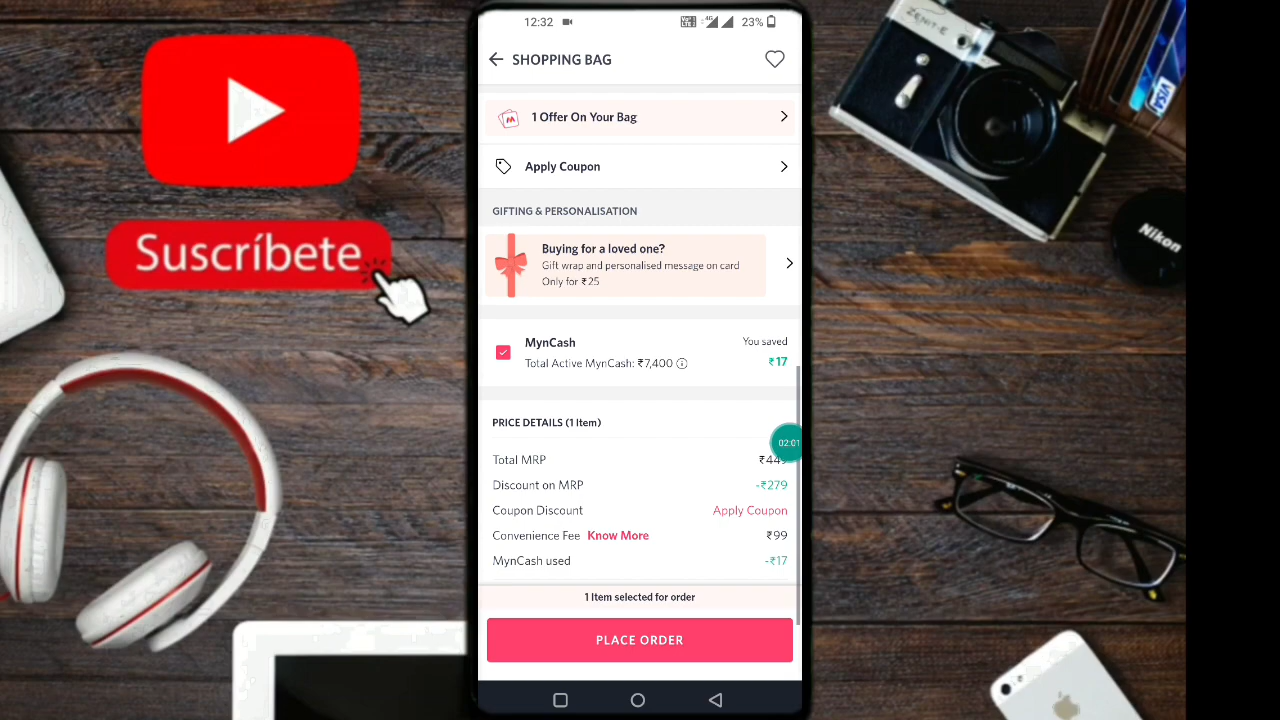 12:32
23%
SHOPPING BAG
1 Offer On Your Bag
Apply Coupon
GIFTING & PERSONALISATION
Buying for a loved one?
Gift wrap and personalised message on card
Only for ₹25
MynCash
You saved
Total Active MynCash: ₹7,400
₹17
PRICE DETAILS (1 Item)
02:01
Total MRP
Discount on MRP -₹279
Coupon Discount Apply Coupon
Convenience Fee Know More ₹99
MynCash used -₹17
1 Item selected for order
PLACE ORDER
Suscríbete
ZENIT-E
VISA
Nikon